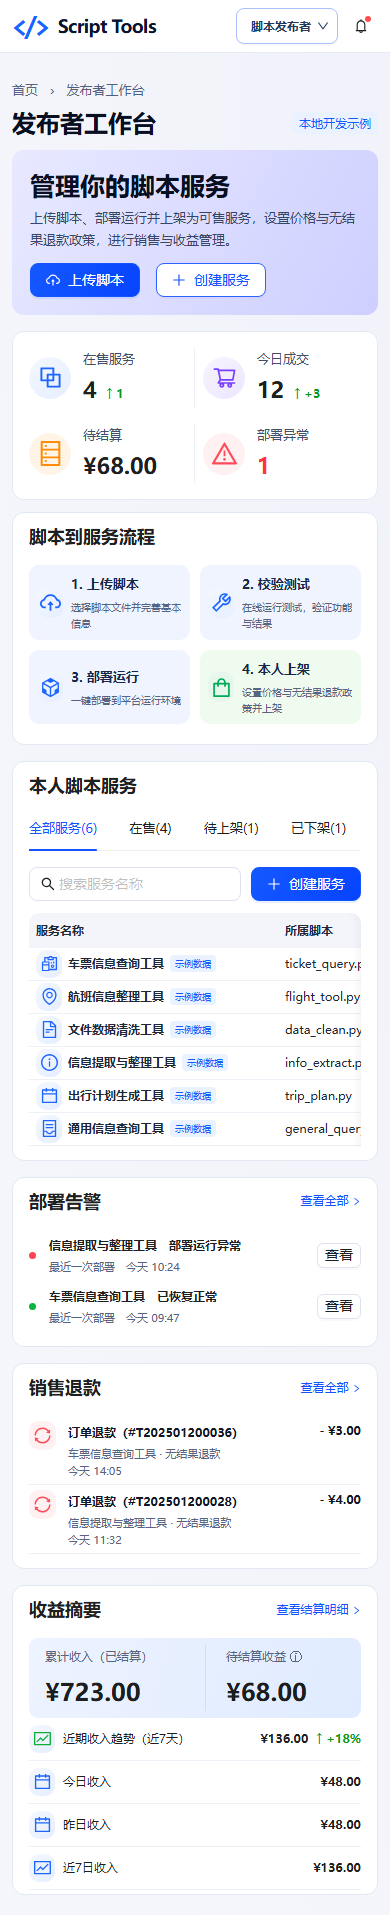 Script Tools
脚本发布者
首页 › 发布者工作台
发布者工作台
本地开发示例
管理你的脚本服务
上传脚本、部署运行并上架为可售服务，设置价格与无结
果退款政策，进行销售与收益管理。
上传脚本
创建服务
在售服务
4 ↑1
今日成交
12 ↑+3
待结算
¥68.00
部署异常
1
脚本到服务流程
1. 上传脚本
选择脚本文件并完善基本
信息
2. 校验测试
在线运行测试，验证功能
与结果
3. 部署运行
一键部署到平台运行环境
4. 本人上架
设置价格与无结果退款政
策并上架
本人脚本服务
全部服务(6) 在售(4) 待上架(1) 已下架(1)
搜索服务名称
创建服务
服务名称 所属脚本
车票信息查询工具 示例数据 ticket_query.p
航班信息整理工具 示例数据 flight_tool.py
文件数据清洗工具 示例数据 data_clean.py
信息提取与整理工具 示例数据 info_extract.p
出行计划生成工具 示例数据 trip_plan.py
通用信息查询工具 示例数据 general_quer
部署告警
查看全部 >
信息提取与整理工具 部署运行异常
最近一次部署 今天 10:24
查看
车票信息查询工具 已恢复正常
最近一次部署 今天 09:47
查看
销售退款
查看全部 >
订单退款（#T202501200036） - ¥3.00
车票信息查询工具 · 无结果退款
今天 14:05
订单退款（#T202501200028） - ¥4.00
信息提取与整理工具 · 无结果退款
今天 11:32
收益摘要
查看结算明细 >
累计收入（已结算）
¥723.00
待结算收益
¥68.00
近期收入趋势（近7天） ¥136.00 ↑+18%
今日收入 ¥48.00
昨日收入 ¥48.00
近7日收入 ¥136.00